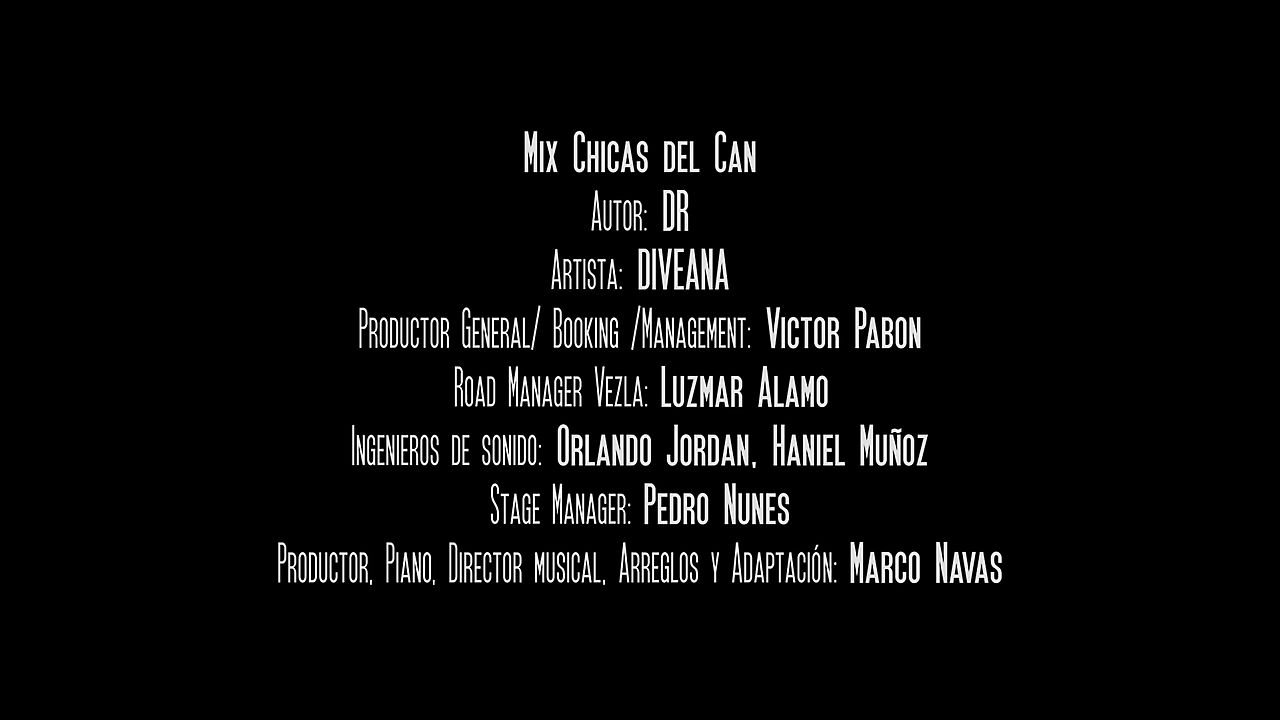 Mix Chicas del Can
Autor: DR
Artista: DIVEANA
Productor General/ Booking /Management: Victor Pabon
Road Manager Vezla: Luzmar Alamo
Ingenieros de sonido: Orlando Jordan, Haniel Muñoz
Stage Manager: Pedro Nunes
Productor, Piano, Director musical, Arreglos y Adaptación: Marco Navas